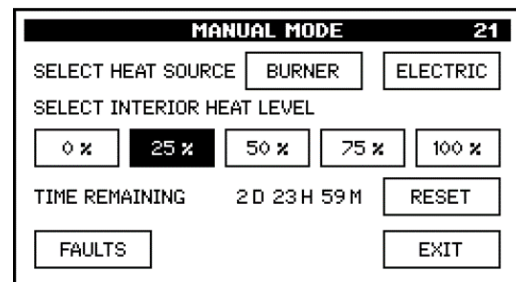 MANUAL MODE 21
SELECT HEAT SOURCE BURNER ELECTRIC
SELECT INTERIOR HEAT LEVEL
0 % 25 % 50 % 75 % 100 %
TIME REMAINING 2 D 23 H 59 M RESET
FAULTS EXIT